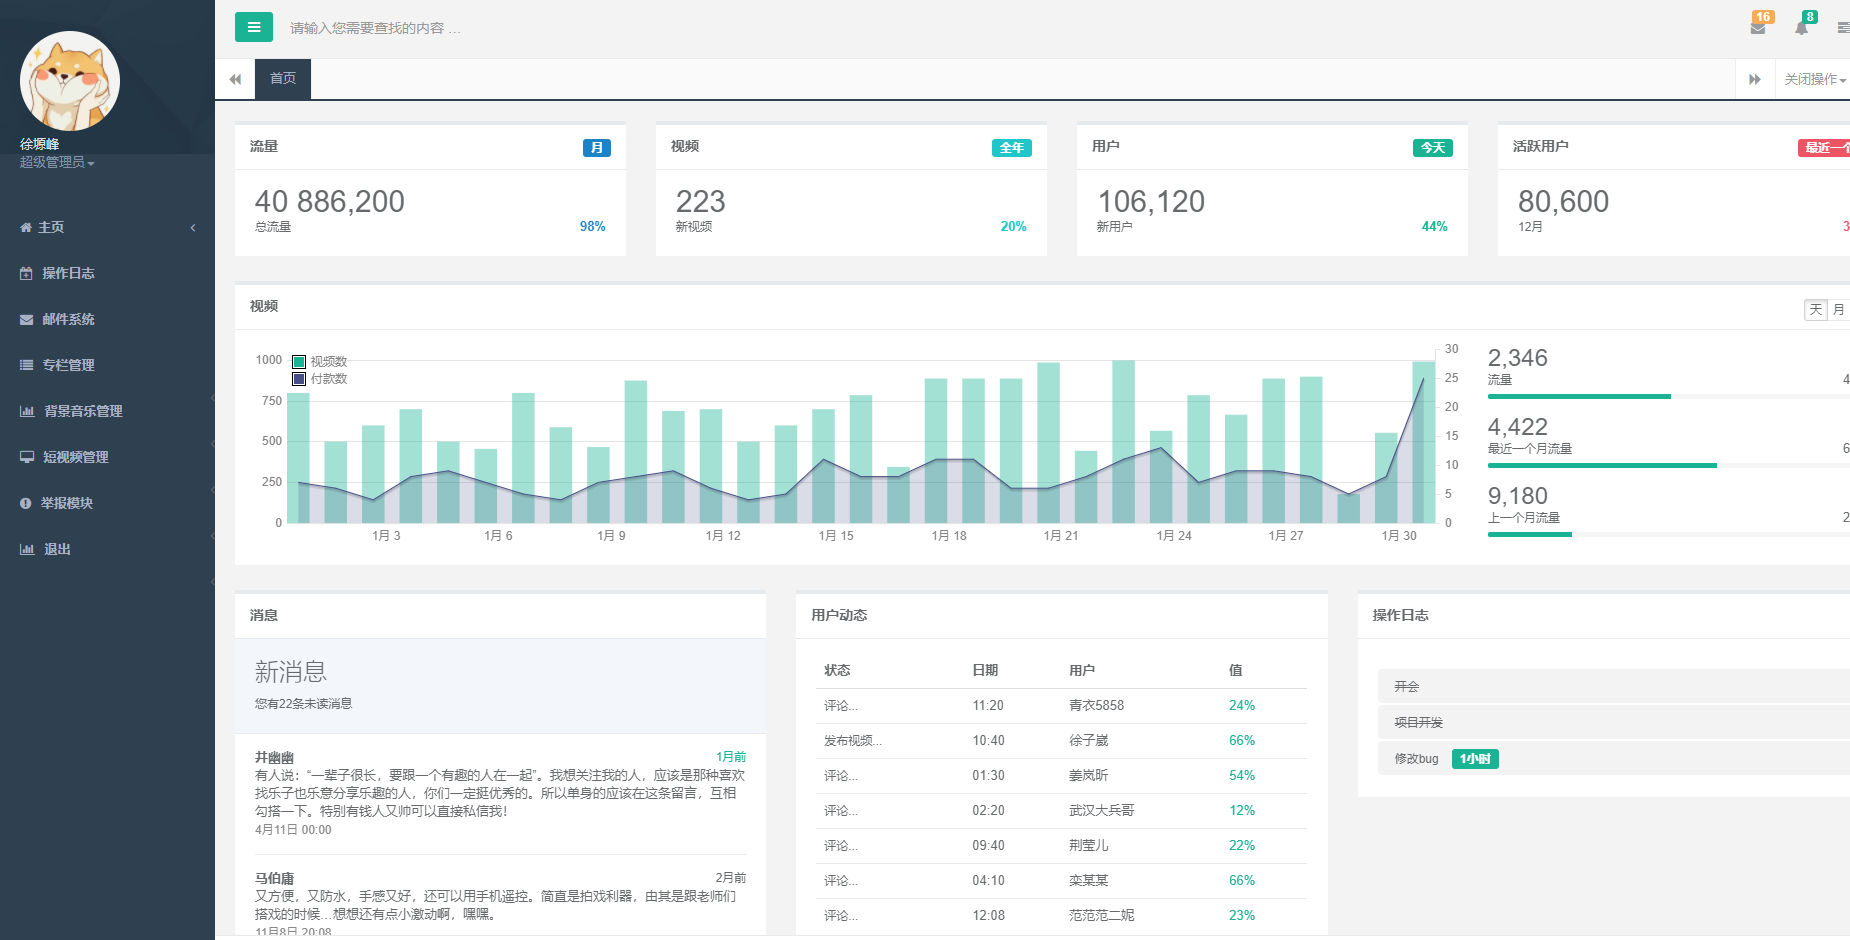 徐塬峰
超级管理员
主页
操作日志
邮件系统
专栏管理
背景音乐管理
短视频管理
举报模块
退出
请输入您需要查找的内容 …
16
8
首页
关闭操作
流量
月
40 886,200
总流量
98%
视频
全年
223
新视频
20%
用户
今天
106,120
新用户
44%
活跃用户
最近一个
80,600
12月
3
视频
天
月
视频数
付款数
1000
750
500
250
0
30
25
20
15
10
5
0
1月 3
1月 6
1月 9
1月 12
1月 15
1月 18
1月 21
1月 24
1月 27
1月 30
2,346
流量
4
4,422
最近一个月流量
6
9,180
上一个月流量
2
消息
新消息
您有22条未读消息
井幽幽
1月前
有人说：“一辈子很长，要跟一个有趣的人在一起”。我想关注我的人，应该是那种喜欢
找乐子也乐意分享乐趣的人，你们一定挺优秀的。所以单身的应该在这条留言，互相
勾搭一下。特别有钱人又帅可以直接私信我！
4月11日 00:00
马伯庸
2月前
又方便，又防水，手感又好，还可以用手机遥控。简直是拍戏利器，由其是跟老师们
搭戏的时候…想想还有点小激动啊，嘿嘿。
11月8日 20:08
用户动态
状态 日期 用户 值
评论... 11:20 青衣5858 24%
发布视频... 10:40 徐子崴 66%
评论... 01:30 姜岚昕 54%
评论... 02:20 武汉大兵哥 12%
评论... 09:40 荆莹儿 22%
评论... 04:10 栾某某 66%
评论... 12:08 范范范二妮 23%
操作日志
开会
项目开发
修改bug 1小时